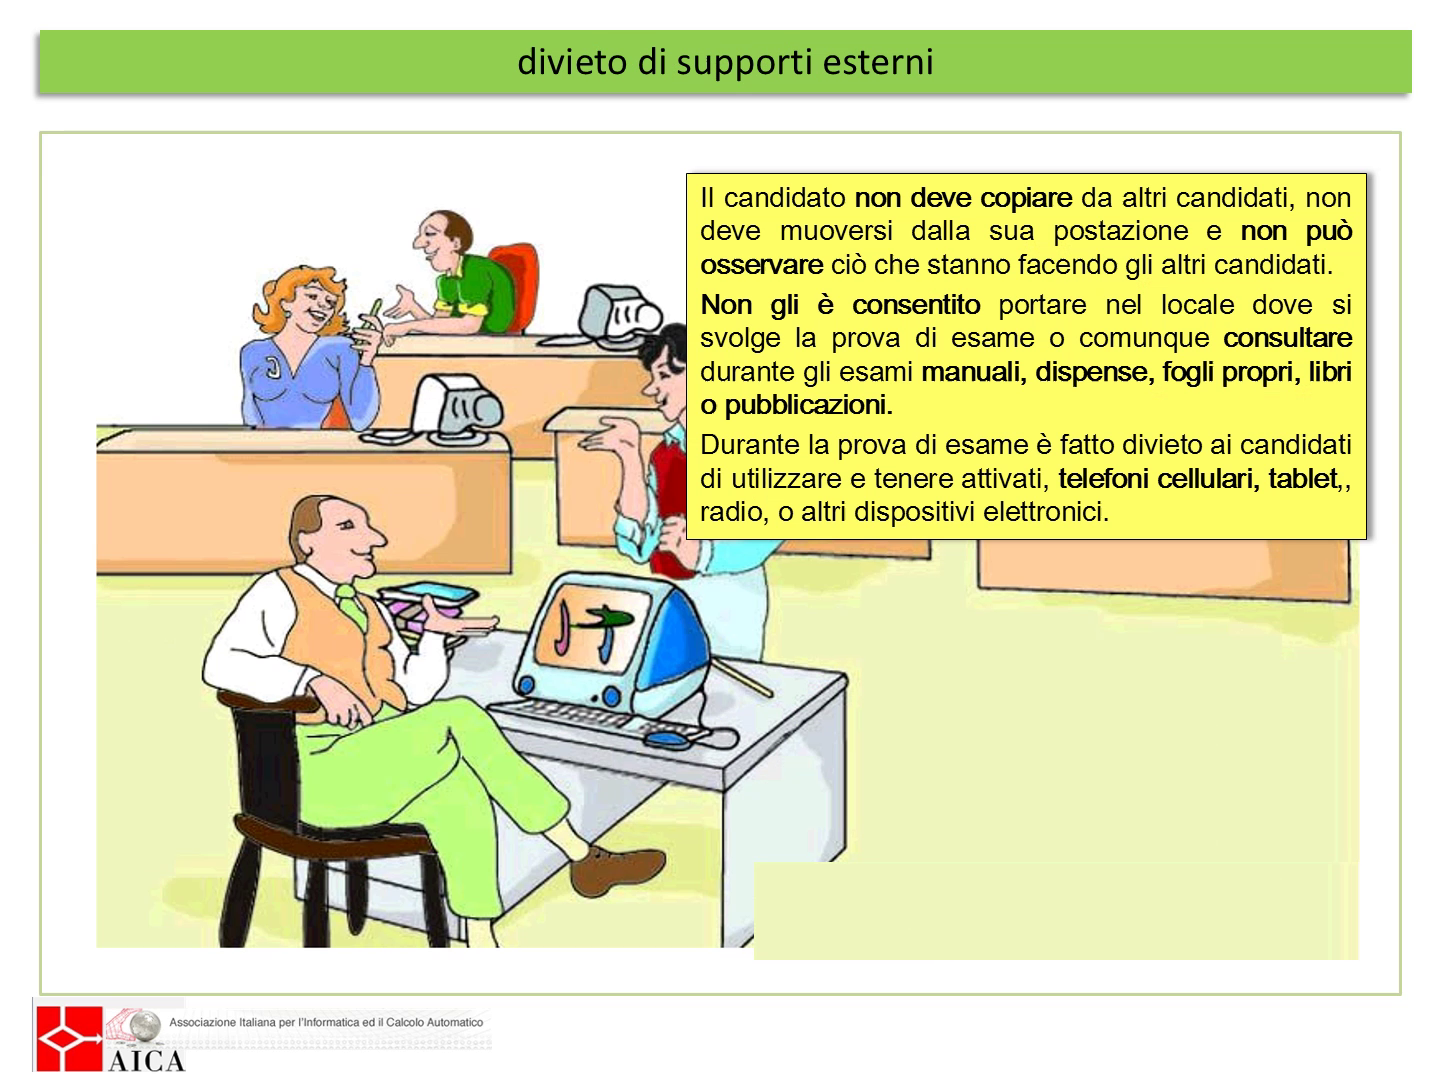 divieto di supporti esterni
Il candidato non deve copiare da altri candidati, non
deve muoversi dalla sua postazione e non può
osservare ciò che stanno facendo gli altri candidati.
Non gli è consentito portare nel locale dove si
svolge la prova di esame o comunque consultare
durante gli esami manuali, dispense, fogli propri, libri
o pubblicazioni.
Durante la prova di esame è fatto divieto ai candidati
di utilizzare e tenere attivati, telefoni cellulari, tablet,,
radio, o altri dispositivi elettronici.
Associazione Italiana per l'Informatica ed il Calcolo Automatico
AICA